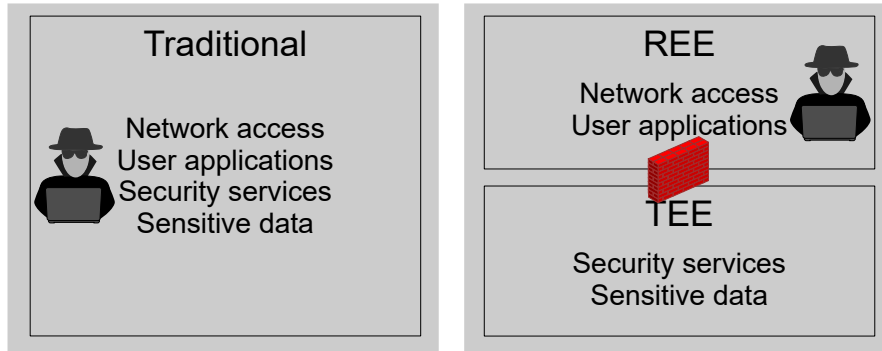 Traditional
Network access
User applications
Security services
Sensitive data
REE
Network access
User applications
TEE
Security services
Sensitive data